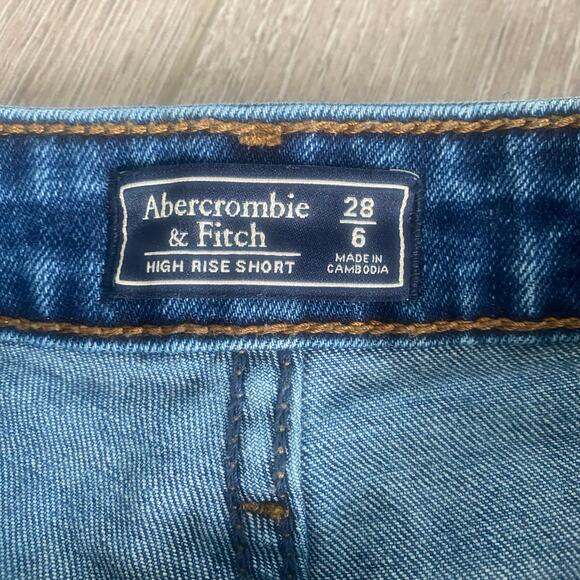 Abercrombie
& Fitch
HIGH RISE SHORT
28
6
MADE IN
CAMBODIA